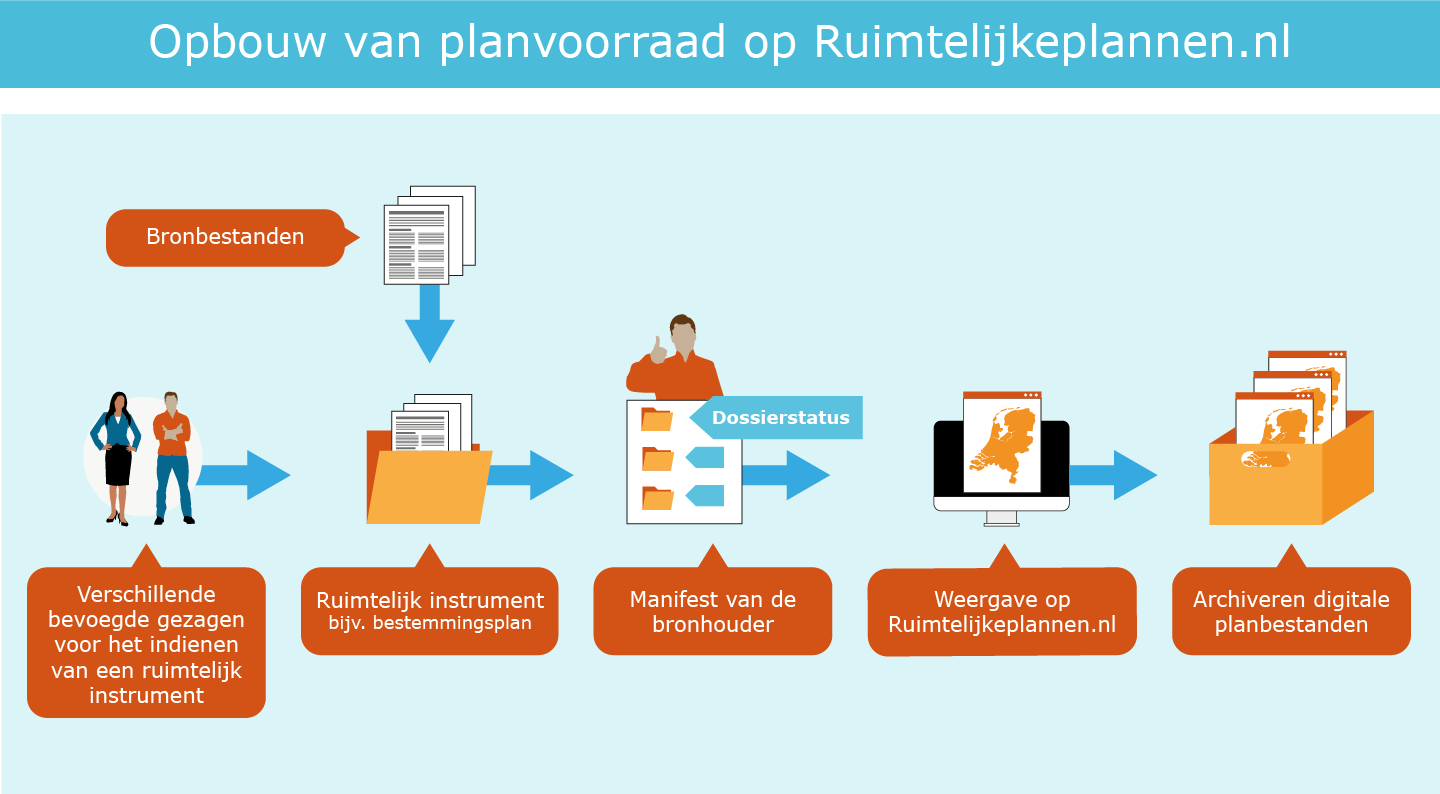 Opbouw van planvoorraad op Ruimtelijkeplannen.nl
Bronbestanden
Dossierstatus
Verschillende
bevoegde gezagen
voor het indienen
van een ruimtelijk
instrument
Ruimtelijk instrument
bijv. bestemmingsplan
Manifest van de
bronhouder
Weergave op
Ruimtelijkeplannen.nl
Archiveren digitale
planbestanden